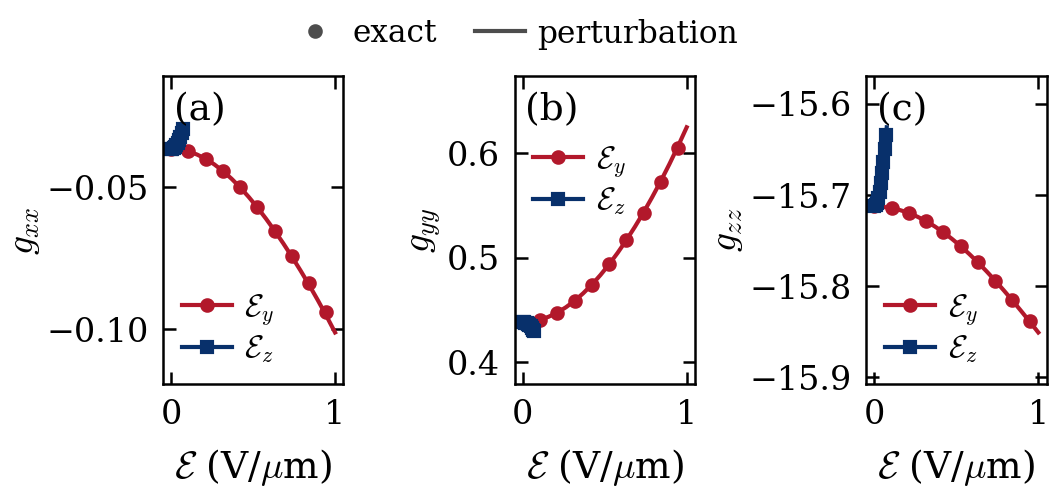 exact perturbation
(a)
−0.05
−0.10
g_xx
ℰ_y
ℰ_z
0 1
ℰ (V/μm)
(b)
0.6
0.5
0.4
g_yy
ℰ_y
ℰ_z
0 1
ℰ (V/μm)
(c)
−15.6
−15.7
−15.8
−15.9
g_zz
ℰ_y
ℰ_z
0 1
ℰ (V/μm)